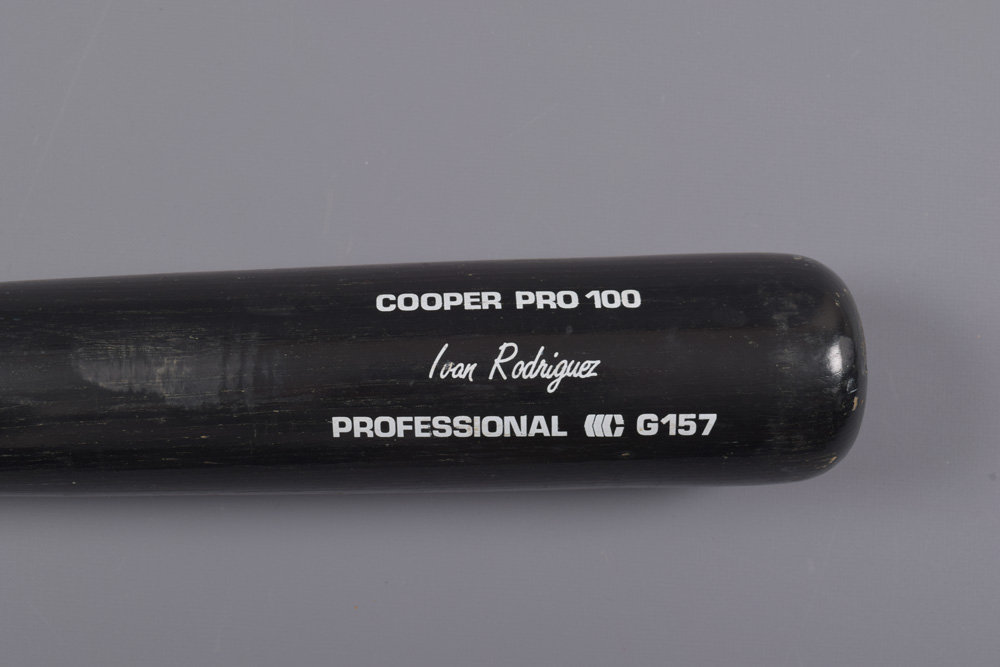 COOPER PRO 100
Ivan Rodriguez
PROFESSIONAL G157